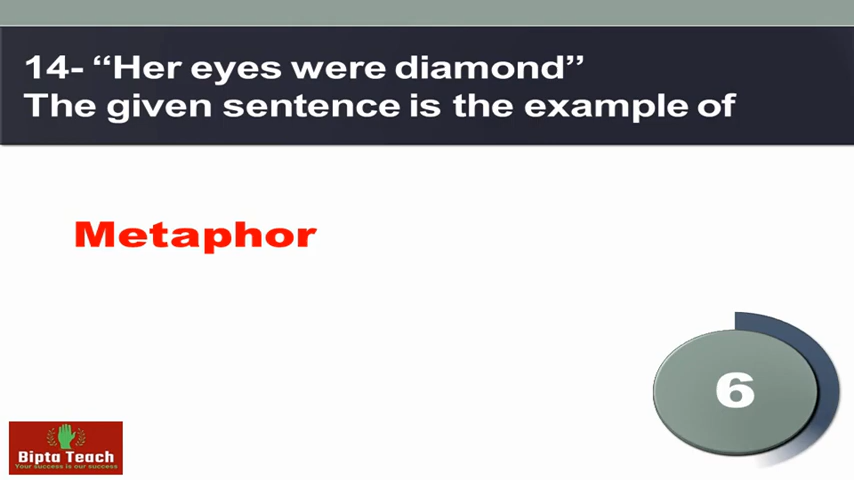 14- “Her eyes were diamond”
The given sentence is the example of
Metaphor
6
Bipta Teach
Your success is our success